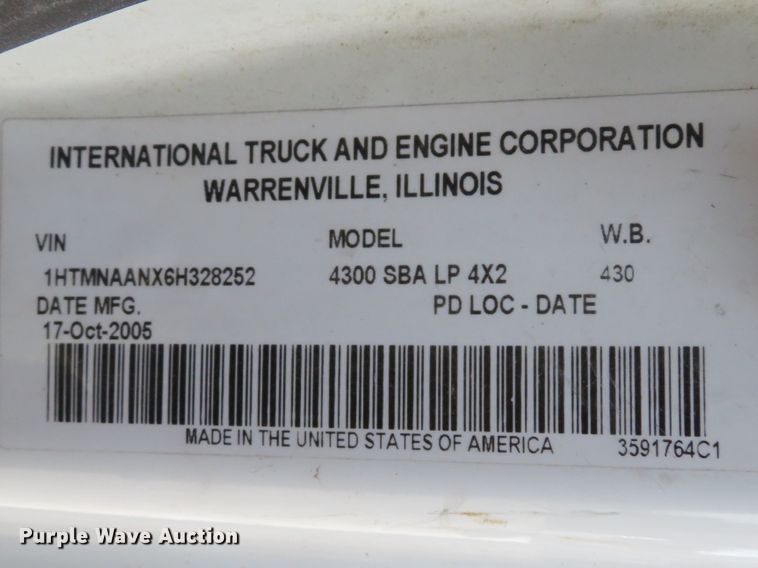 INTERNATIONAL TRUCK AND ENGINE CORPORATION
WARRENVILLE, ILLINOIS
VIN MODEL W.B.
1HTMNAANX6H328252 4300 SBA LP 4X2 430
DATE MFG. PD LOC - DATE
17-Oct-2005
MADE IN THE UNITED STATES OF AMERICA 3591764C1
Purple Wave Auction